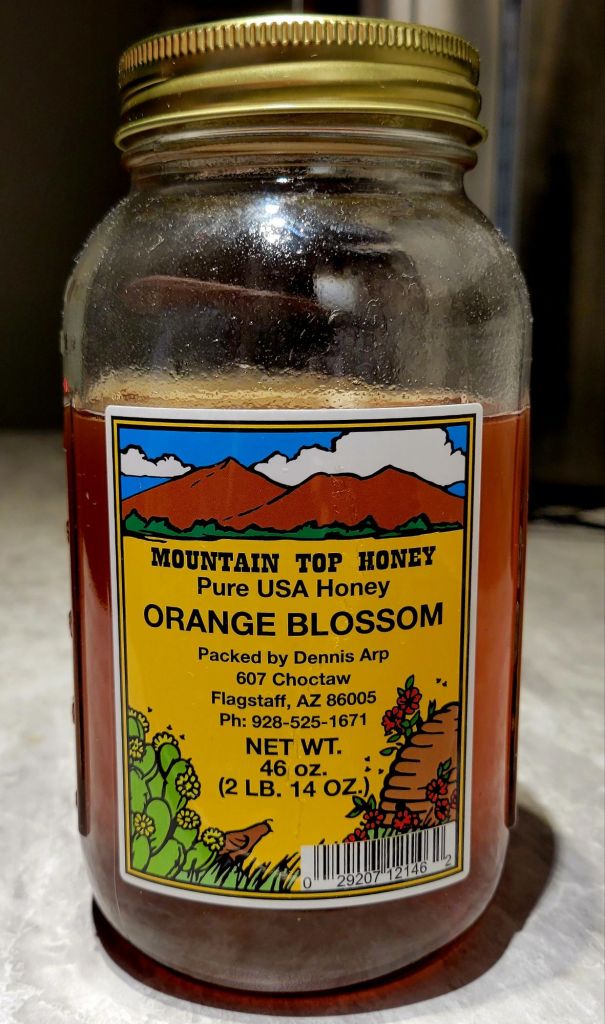 MOUNTAIN TOP HONEY
Pure USA Honey
ORANGE BLOSSOM
Packed by Dennis Arp
607 Choctaw
Flagstaff, AZ 86005
Ph: 928-525-1671
NET WT.
46 oz.
(2 LB. 14 OZ.)
0 29207 12146 2